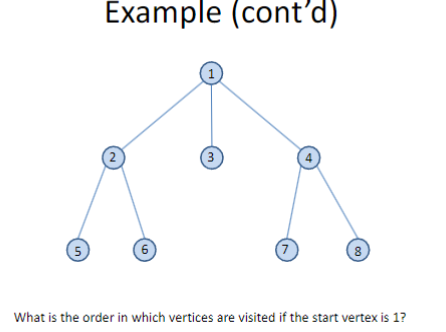 Example (cont’d)
1
2 3 4
5 6 7 8
What is the order in which vertices are visited if the start vertex is 1?